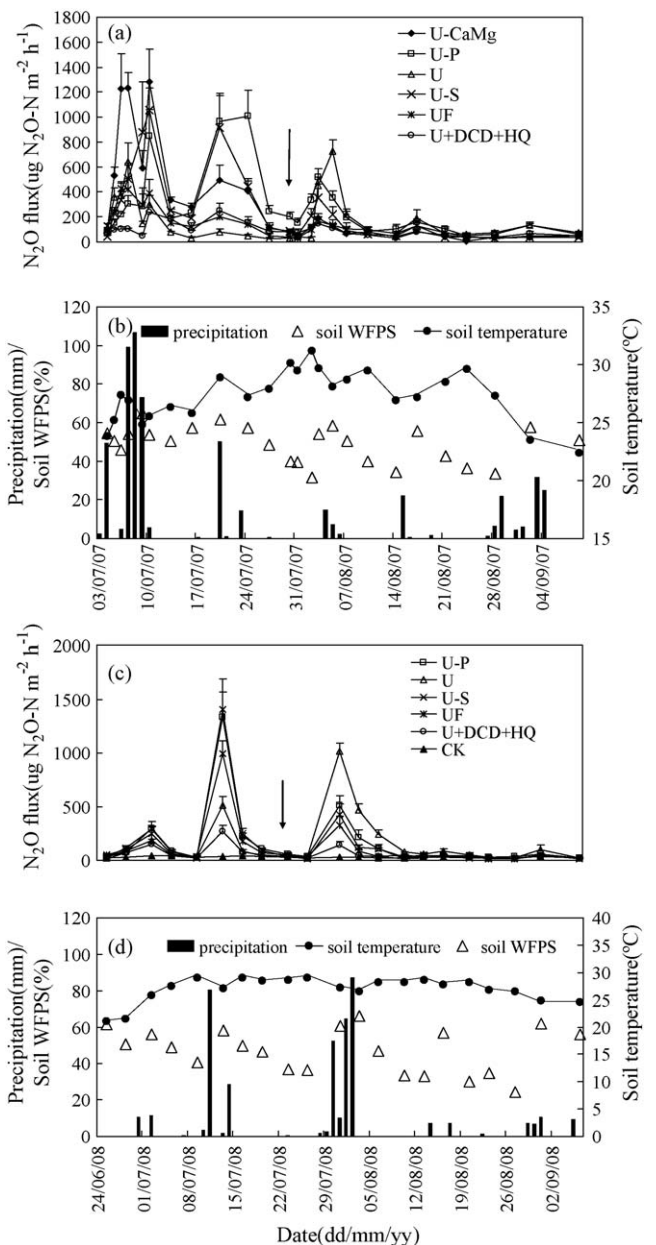 (a)
U-CaMg
U-P
U
U-S
UF
U+DCD+HQ
1800
1600
1400
1200
1000
800
600
400
200
0
N₂O flux(ug N₂O-N m⁻² h⁻¹)
(b)
precipitation
soil WFPS
soil temperature
120
100
80
60
40
20
0
Precipitation(mm)/
Soil WFPS(%)
35
30
25
20
15
Soil temperature(°C)
03/07/07
10/07/07
17/07/07
24/07/07
31/07/07
07/08/07
14/08/07
21/08/07
28/08/07
04/09/07
(c)
U-P
U
U-S
UF
U+DCD+HQ
CK
2000
1500
1000
500
0
N₂O flux(ug N₂O-N m⁻² h⁻¹)
(d)
precipitation
soil temperature
soil WFPS
120
100
80
60
40
20
0
Precipitation(mm)/
Soil WFPS(%)
40
35
30
25
20
15
10
5
0
Soil temperature(°C)
24/06/08
01/07/08
08/07/08
15/07/08
22/07/08
29/07/08
05/08/08
12/08/08
19/08/08
26/08/08
02/09/08
Date(dd/mm/yy)